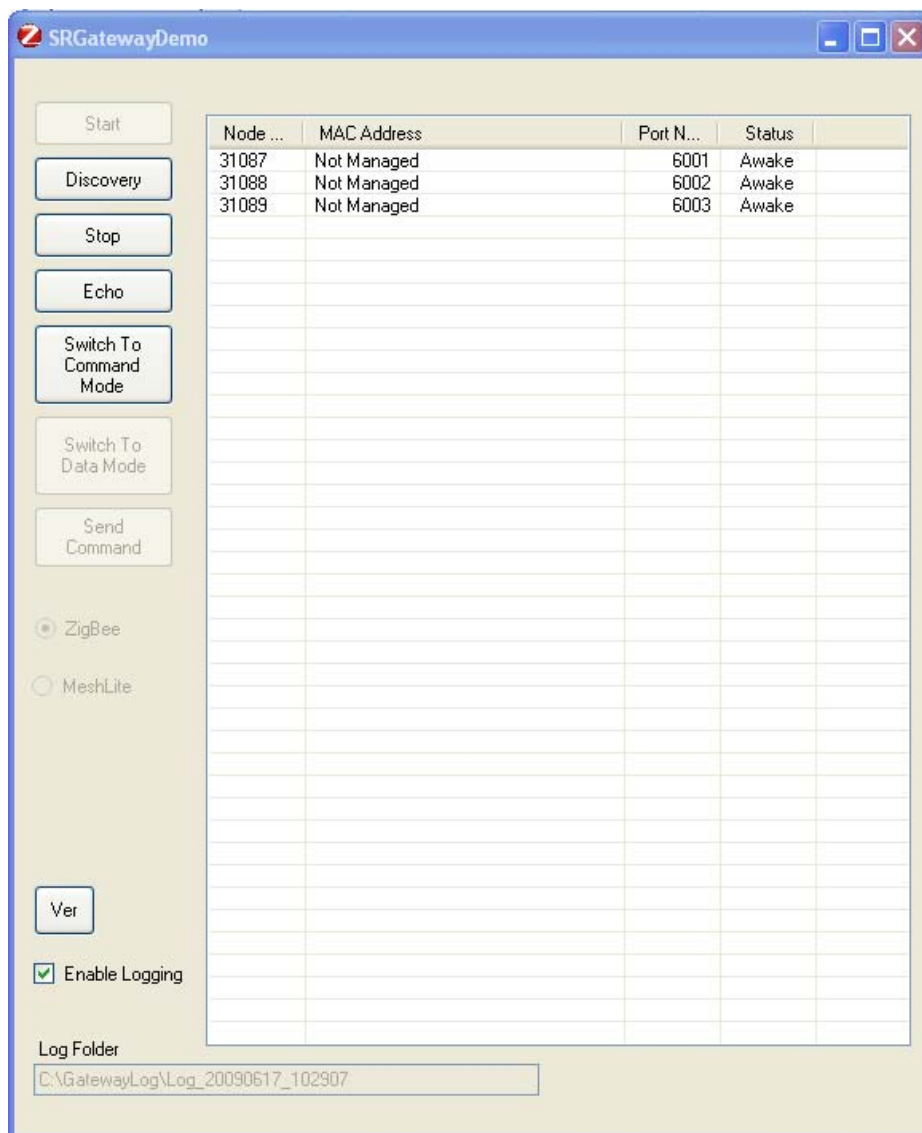 SRGatewayDemo
Start
Discovery
Stop
Echo
Switch To
Command
Mode
Switch To
Data Mode
Send
Command
ZigBee
MeshLite
Ver
Enable Logging
Node ... MAC Address Port N... Status
31087 Not Managed 6001 Awake
31088 Not Managed 6002 Awake
31089 Not Managed 6003 Awake
Log Folder
C:\GatewayLog\Log_20090617_102907